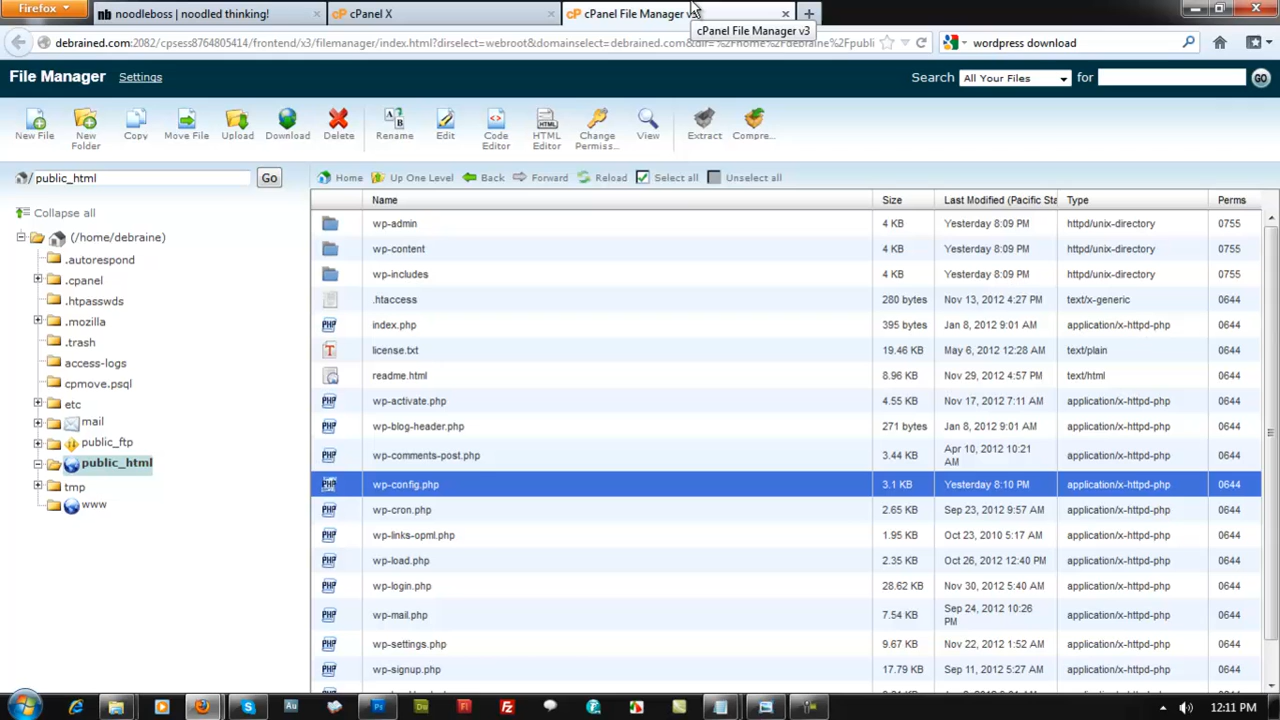 Firefox
noodleboss | noodled thinking!
cPanel X
cPanel File Manager v3
cPanel File Manager v3
debrained.com:2082/cpsess8764805414/frontend/x3/filemanager/index.html?dirselect=webroot&domainselect=debrained.com&dir=%2Fhome%2Fdebraine%2Fpubli
wordpress download
File Manager
Settings
Search
All Your Files
for
GO
New File
New Folder
Copy
Move File
Upload
Download
Delete
Rename
Edit
Code Editor
HTML Editor
Change Permiss...
View
Extract
Compre...
/ public_html
Go
Home
Up One Level
Back
Forward
Reload
Select all
Unselect all
Collapse all
(/home/debraine)
.autorespond
.cpanel
.htpasswds
.mozilla
.trash
access-logs
cpmove.psql
etc
mail
public_ftp
public_html
tmp
www
Name Size Last Modified (Pacific Sta Type Perms
wp-admin 4 KB Yesterday 8:09 PM httpd/unix-directory 0755
wp-content 4 KB Yesterday 8:09 PM httpd/unix-directory 0755
wp-includes 4 KB Yesterday 8:09 PM httpd/unix-directory 0755
.htaccess 280 bytes Nov 13, 2012 4:27 PM text/x-generic 0644
index.php 395 bytes Jan 8, 2012 9:01 AM application/x-httpd-php 0644
license.txt 19.46 KB May 6, 2012 12:28 AM text/plain 0644
readme.html 8.96 KB Nov 29, 2012 4:57 PM text/html 0644
wp-activate.php 4.55 KB Nov 17, 2012 7:11 AM application/x-httpd-php 0644
wp-blog-header.php 271 bytes Jan 8, 2012 9:01 AM application/x-httpd-php 0644
wp-comments-post.php 3.44 KB Apr 10, 2012 10:21 AM application/x-httpd-php 0644
wp-config.php 3.1 KB Yesterday 8:10 PM application/x-httpd-php 0644
wp-cron.php 2.65 KB Sep 23, 2012 9:57 AM application/x-httpd-php 0644
wp-links-opml.php 1.95 KB Oct 23, 2010 5:17 AM application/x-httpd-php 0644
wp-load.php 2.35 KB Oct 26, 2012 12:40 PM application/x-httpd-php 0644
wp-login.php 28.62 KB Nov 30, 2012 5:40 AM application/x-httpd-php 0644
wp-mail.php 7.54 KB Sep 24, 2012 10:26 PM application/x-httpd-php 0644
wp-settings.php 9.67 KB Nov 22, 2012 1:52 AM application/x-httpd-php 0644
wp-signup.php 17.79 KB Sep 11, 2012 5:27 AM application/x-httpd-php 0644
12:11 PM